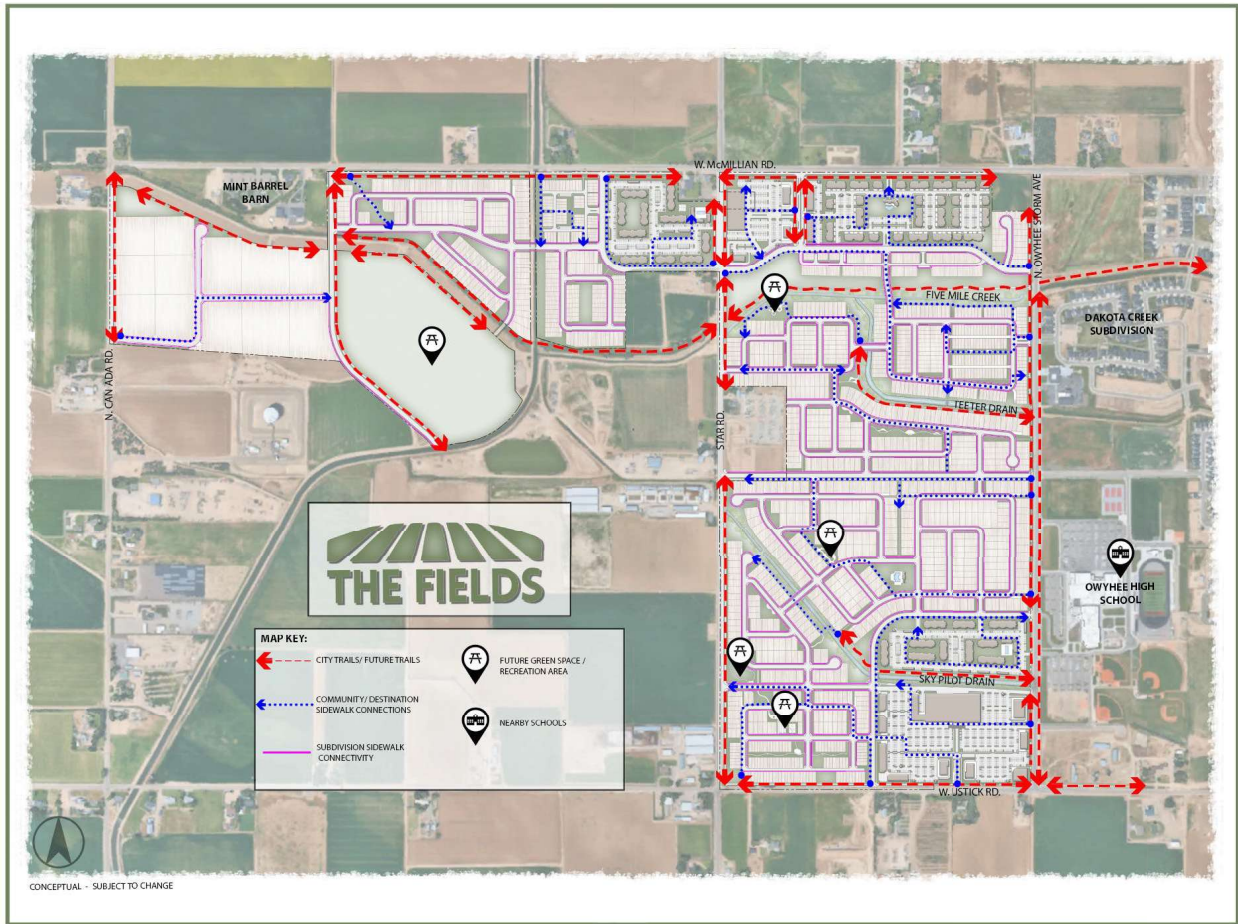 W. McMILLIAN RD.
MINT BARREL
BARN
N. OWYHEE STORM AVE
FIVE MILE CREEK
DAKOTA CREEK
SUBDIVISION
N. CAN ADA RD.
TEETER DRAIN
STAR RD.
THE FIELDS
OWYHEE HIGH
SCHOOL
MAP KEY:
CITY TRAILS/ FUTURE TRAILS
FUTURE GREEN SPACE /
RECREATION AREA
COMMUNITY/ DESTINATION
SIDEWALK CONNECTIONS
NEARBY SCHOOLS
SUBDIVISION SIDEWALK
CONNECTIVITY
SKY PILOT DRAIN
W. USTICK RD.
CONCEPTUAL - SUBJECT TO CHANGE